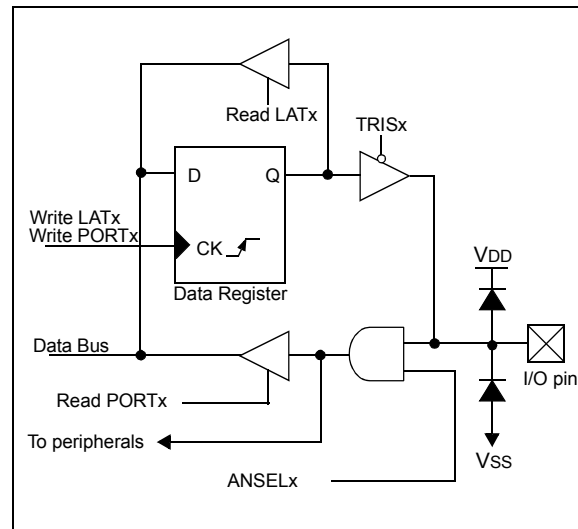 Read LATx
TRISx
D
Q
Write LATx
Write PORTx
CK
Data Register
VDD
Data Bus
I/O pin
Read PORTx
To peripherals
VSS
ANSELx